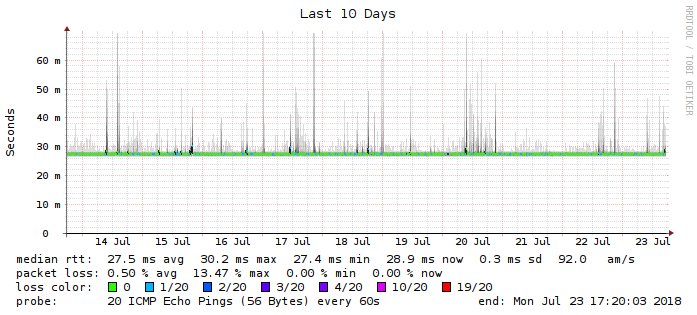 Last 10 Days
RRDTOOL / TOBI OETIKER
Seconds
60 m
50 m
40 m
30 m
20 m
10 m
0
14 Jul 15 Jul 16 Jul 17 Jul 18 Jul 19 Jul 20 Jul 21 Jul 22 Jul 23 Jul
median rtt: 27.5 ms avg 30.2 ms max 27.4 ms min 28.9 ms now 0.3 ms sd 92.0 am/s
packet loss: 0.50 % avg 13.47 % max 0.00 % min 0.00 % now
loss color: 0 1/20 2/20 3/20 4/20 10/20 19/20
probe: 20 ICMP Echo Pings (56 Bytes) every 60s end: Mon Jul 23 17:20:03 2018